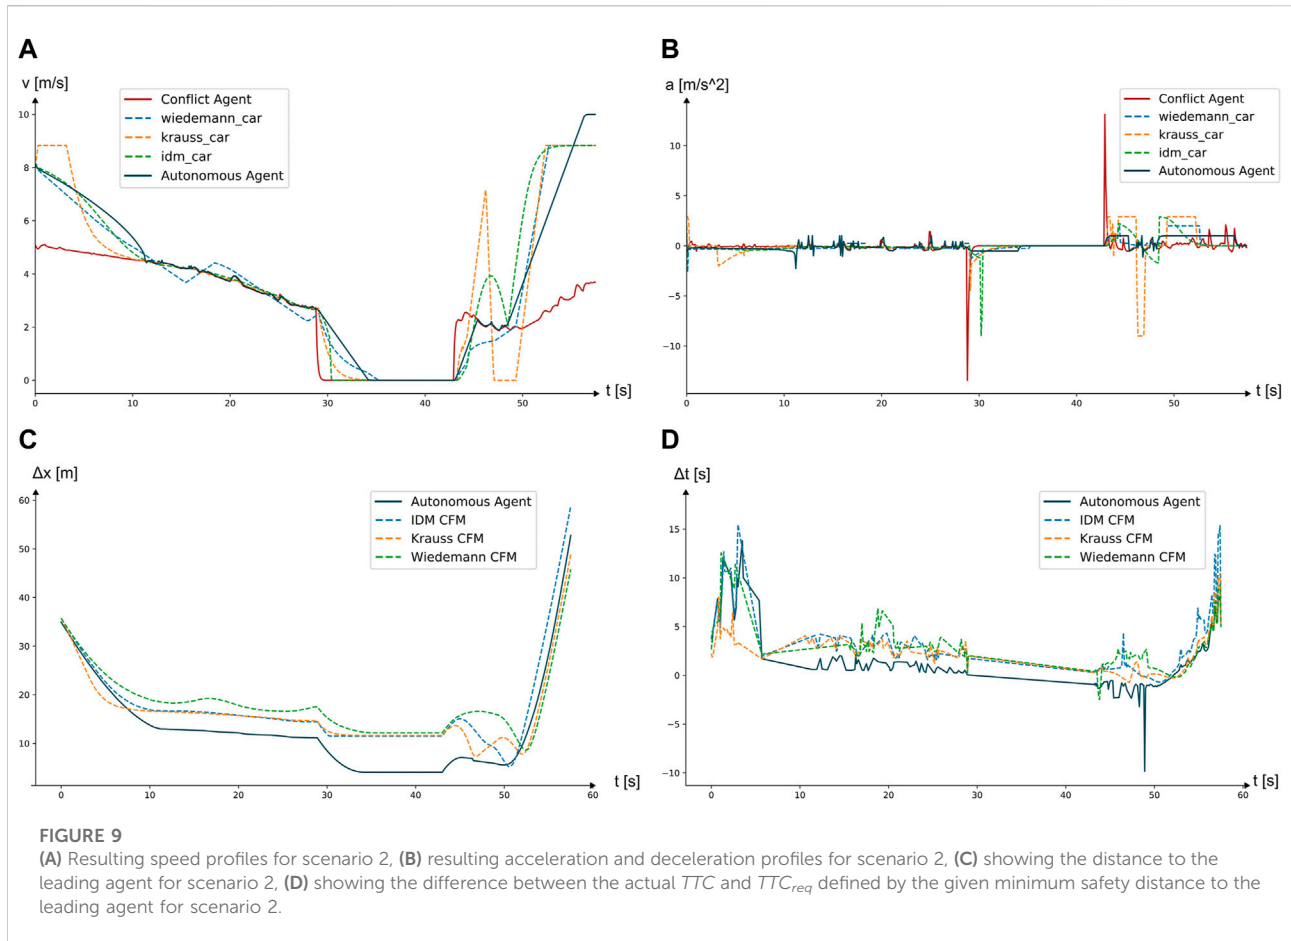 A
v [m/s]
Conflict Agent
wiedemann_car
krauss_car
idm_car
Autonomous Agent
10
8
6
4
2
0
0
10
20
30
40
50
t [s]
B
a [m/s^2]
Conflict Agent
wiedemann_car
krauss_car
idm_car
Autonomous Agent
10
5
0
−5
−10
0
10
20
30
40
50
t [s]
C
Δx [m]
Autonomous Agent
IDM CFM
Krauss CFM
Wiedemann CFM
60
50
40
30
20
10
0
10
20
30
40
50
60
t [s]
D
Δt [s]
Autonomous Agent
IDM CFM
Krauss CFM
Wiedemann CFM
15
10
5
0
−5
−10
0
10
20
30
40
50
60
t [s]
FIGURE 9
(A) Resulting speed profiles for scenario 2, (B) resulting acceleration and deceleration profiles for scenario 2, (C) showing the distance to the
leading agent for scenario 2, (D) showing the difference between the actual TTC and TTCreq defined by the given minimum safety distance to the
leading agent for scenario 2.